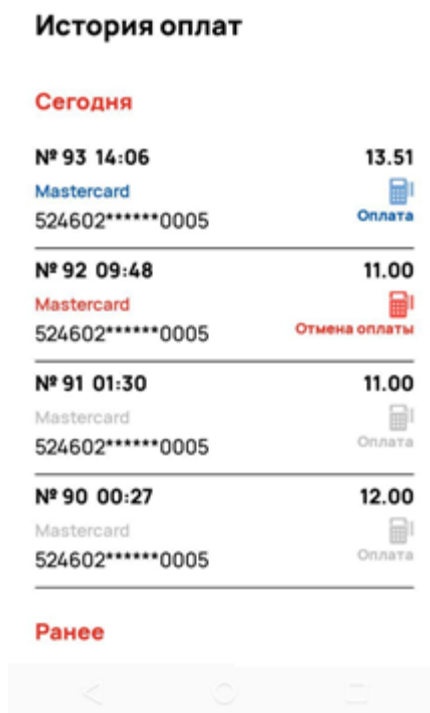 История оплат
Сегодня
№ 93 14:06 13.51
Mastercard
524602******0005 Оплата
№ 92 09:48 11.00
Mastercard
524602******0005 Отмена оплаты
№ 91 01:30 11.00
Mastercard
524602******0005 Оплата
№ 90 00:27 12.00
Mastercard
524602******0005 Оплата
Ранее